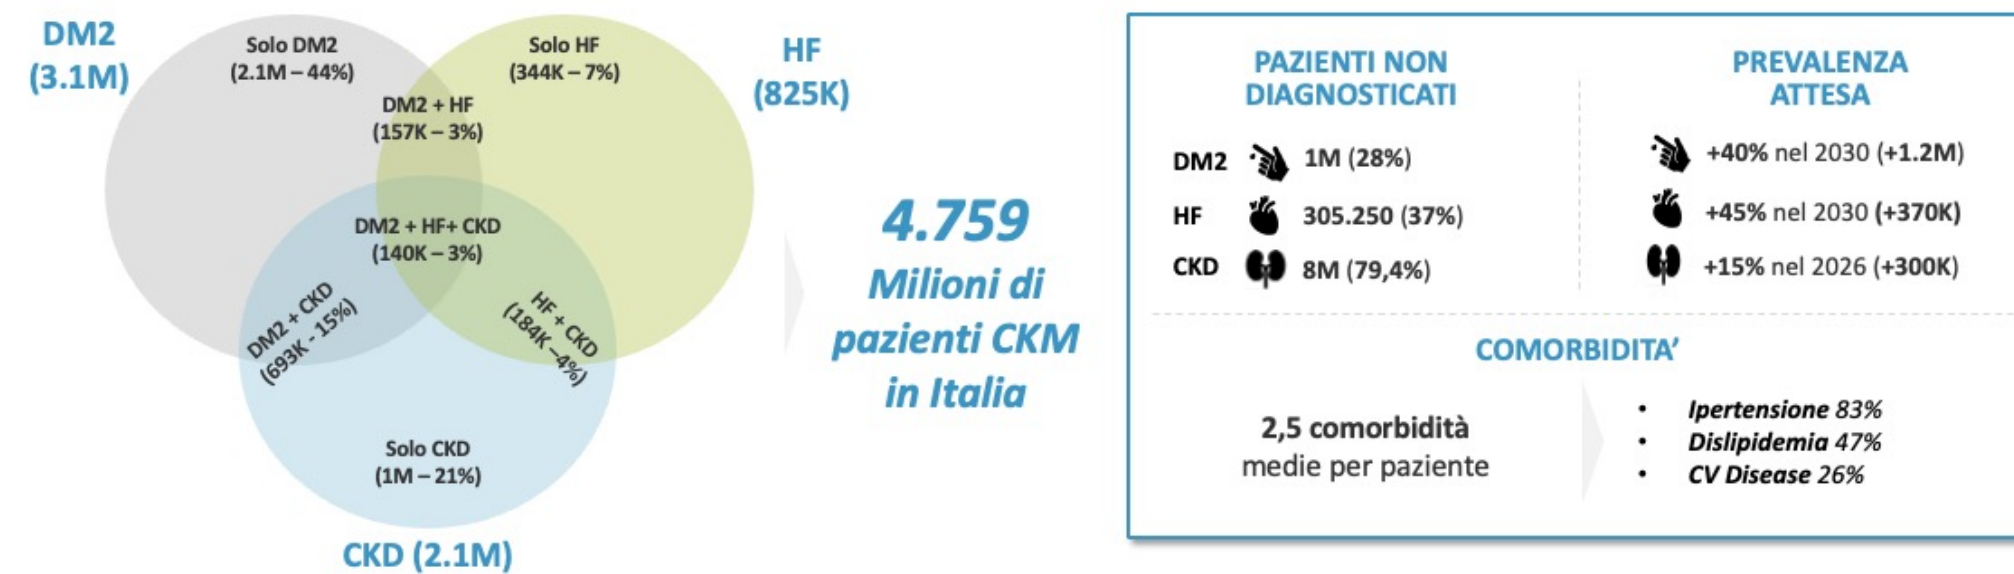 DM2
(3.1M)
Solo DM2
(2.1M – 44%)
Solo HF
(344K – 7%)
HF
(825K)
DM2 + HF
(157K – 3%)
DM2 + HF+ CKD
(140K – 3%)
DM2 + CKD
(693K - 15%)
HF + CKD
(184K –4%)
Solo CKD
(1M – 21%)
CKD (2.1M)
4.759
Milioni di
pazienti CKM
in Italia
PAZIENTI NON
DIAGNOSTICATI
DM2 1M (28%)
HF 305.250 (37%)
CKD 8M (79,4%)
PREVALENZA
ATTESA
+40% nel 2030 (+1.2M)
+45% nel 2030 (+370K)
+15% nel 2026 (+300K)
COMORBIDITA’
2,5 comorbidità
medie per paziente
• Ipertensione 83%
• Dislipidemia 47%
• CV Disease 26%